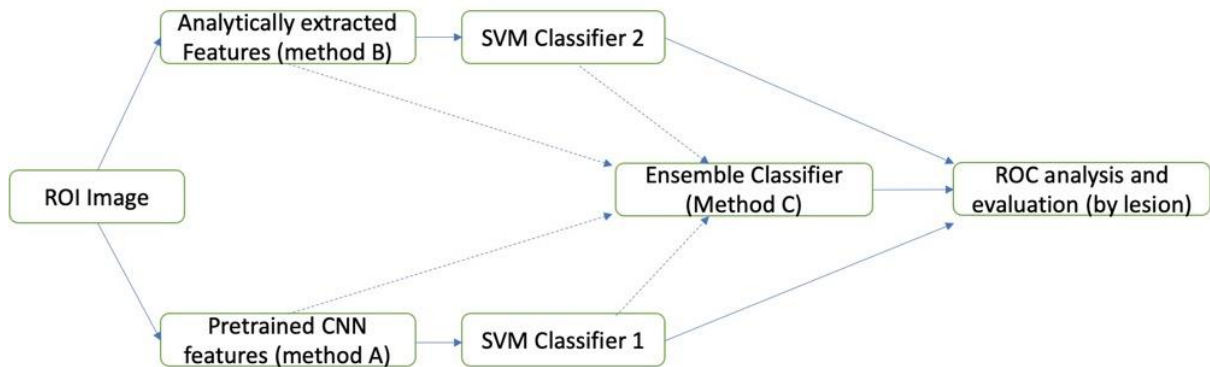 Analytically extracted
Features (method B)
SVM Classifier 2
ROI Image
Ensemble Classifier
(Method C)
ROC analysis and
evaluation (by lesion)
Pretrained CNN
features (method A)
SVM Classifier 1